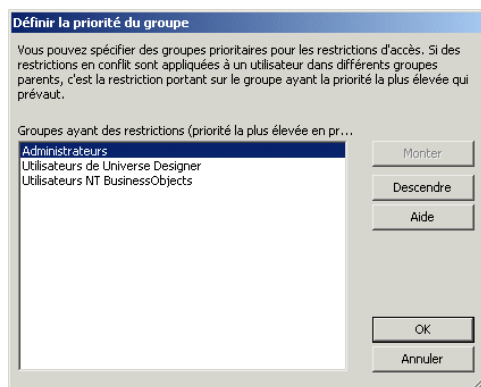 Définir la priorité du groupe
Vous pouvez spécifier des groupes prioritaires pour les restrictions d'accès. Si des
restrictions en conflit sont appliquées à un utilisateur dans différents groupes
parents, c'est la restriction portant sur le groupe ayant la priorité la plus élevée qui
prévaut.
Groupes ayant des restrictions (priorité la plus élevée en pr...
Administrateurs
Utilisateurs de Universe Designer
Utilisateurs NT BusinessObjects
Monter
Descendre
Aide
OK
Annuler